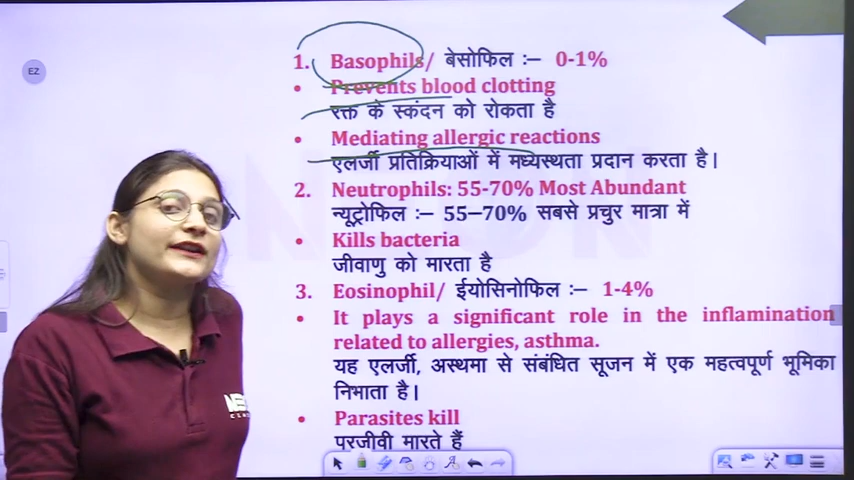 EZ
1. Basophils/ बेसोफिल :– 0-1%
• Prevents blood clotting
रक्त के स्कंदन को रोकता है
• Mediating allergic reactions
एलर्जी प्रतिक्रियाओं में मध्यस्थता प्रदान करता है।
2. Neutrophils: 55-70% Most Abundant
न्यूट्रोफिल :– 55–70% सबसे प्रचुर मात्रा में
• Kills bacteria
जीवाणु को मारता है
3. Eosinophil/ ईयोसिनोफिल :– 1-4%
• It plays a significant role in the inflamination
related to allergies, asthma.
यह एलर्जी, अस्थमा से संबंधित सूजन में एक महत्वपूर्ण भूमिका
निभाता है।
• Parasites kill
परजीवी मारते हैं